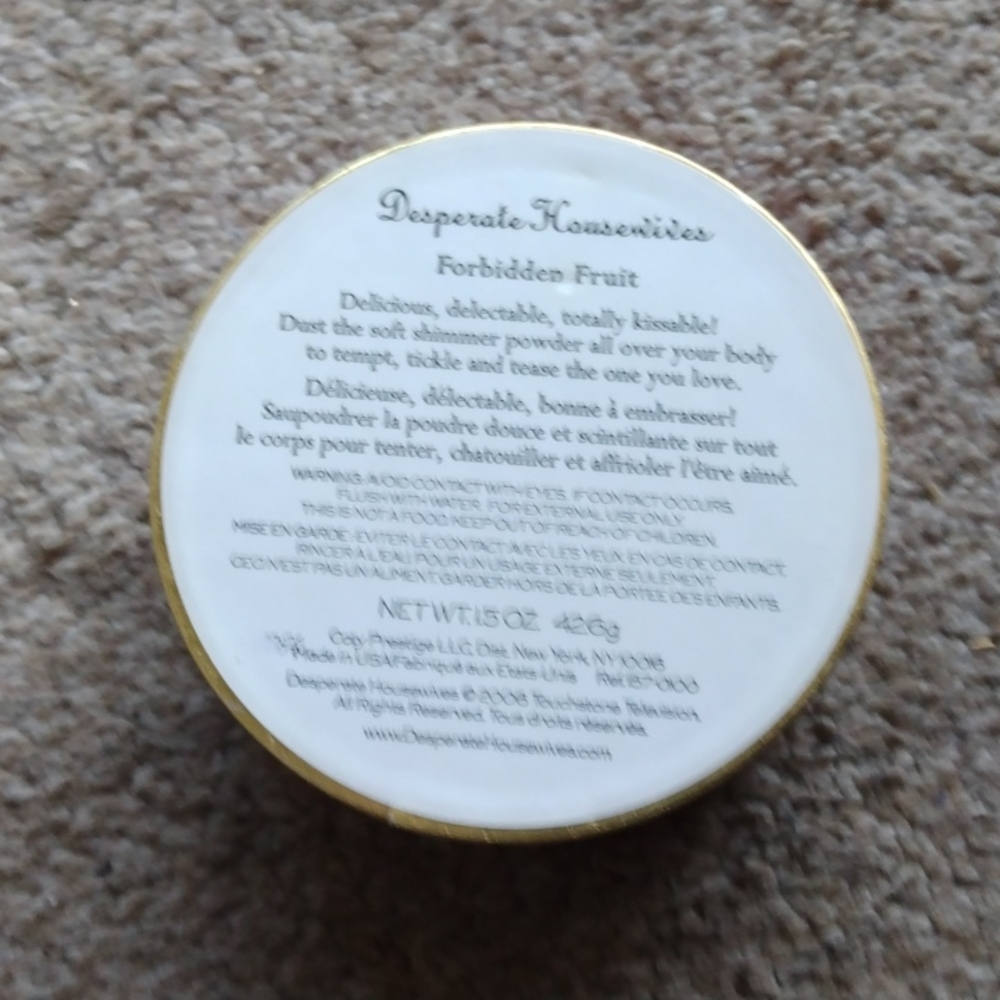 Desperate Housewives
Forbidden Fruit
Delicious, delectable, totally kissable!
Dust the soft shimmer powder all over your body
to tempt, tickle and tease the one you love.
Délicieuse, délectable, bonne à embrasser!
Saupoudrer la poudre douce et scintillante sur tout
le corps pour tenter, chatouiller et affrioler l'être aimé.
WARNING: AVOID CONTACT WITH EYES. IF CONTACT OCCURS,
FLUSH WITH WATER. FOR EXTERNAL USE ONLY.
THIS IS NOT A FOOD. KEEP OUT OF REACH OF CHILDREN.
MISE EN GARDE: EVITER LE CONTACT AVEC LES YEUX. EN CAS DE CONTACT,
RINCER À L'EAU. POUR UN USAGE EXTERNE SEULEMENT.
CECI N'EST PAS UN ALIMENT. GARDER HORS DE LA PORTÉE DES ENFANTS.
NET WT. 1.5 OZ. 42.6g
Coty Prestige LLC, Dist. New York, NY 10016
Made in USA/Fabriqué aux Etats-Unis
Desperate Housewives © 2006 Touchstone Television.
All Rights Reserved. Tous droits réservés.
www.DesperateHousewives.com